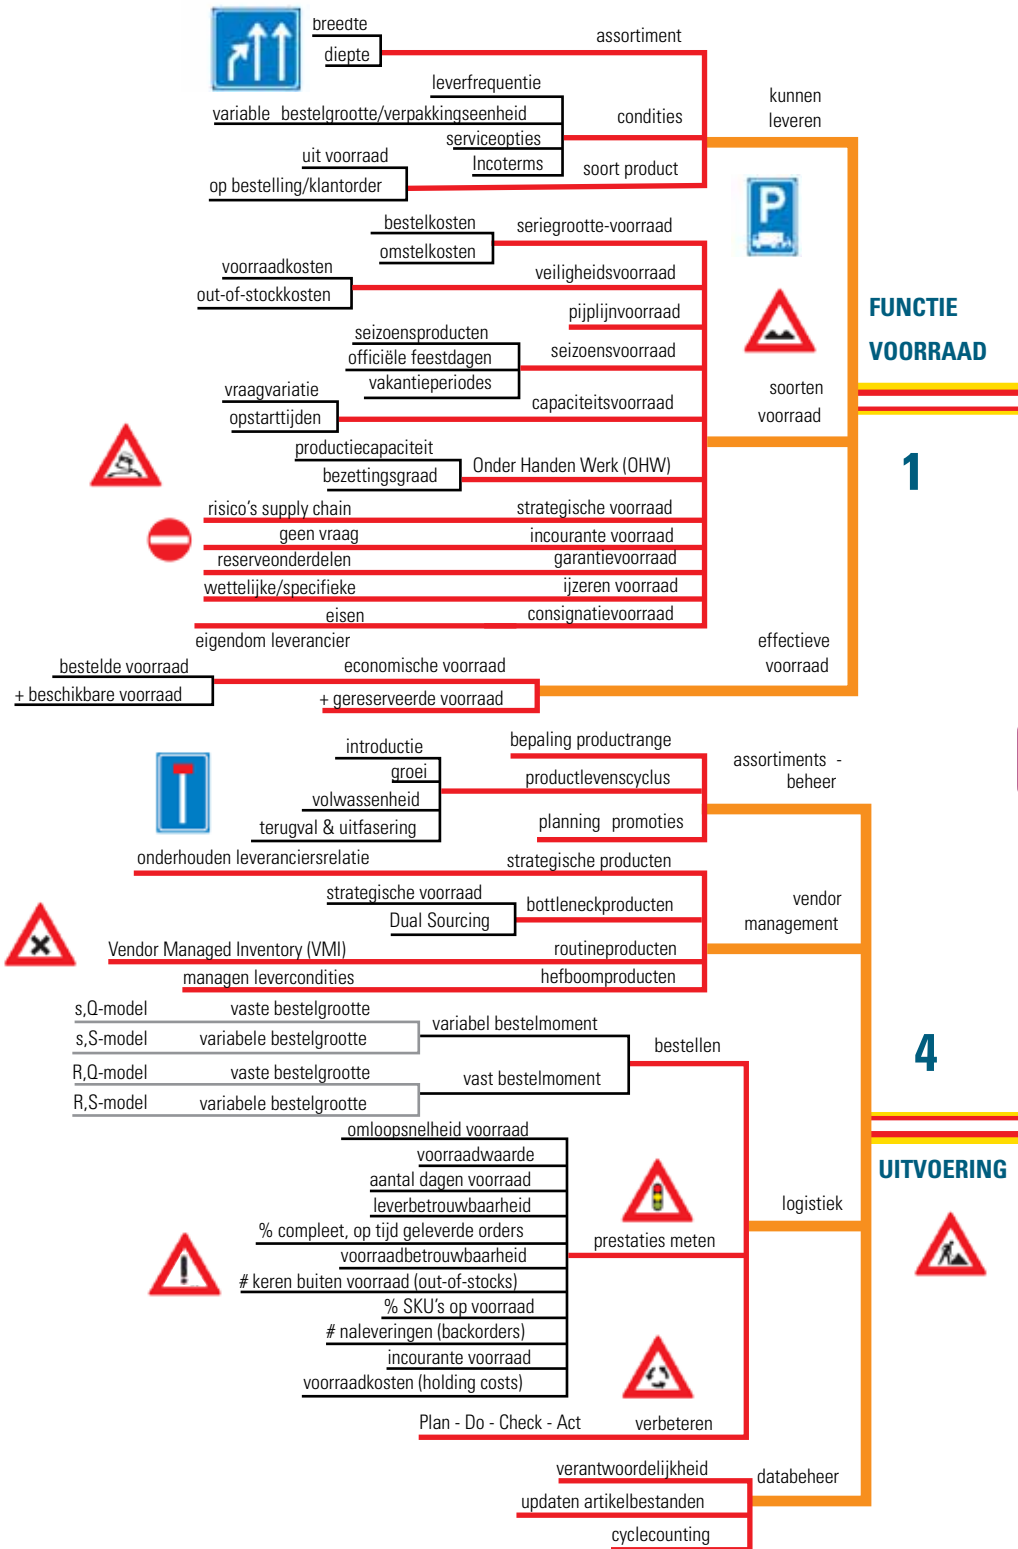 breedte
diepte
assortiment
leverfrequentie
variable bestelgrootte/verpakkingseenheid
serviceopties
Incoterms
condities
uit voorraad
op bestelling/klantorder
soort product
kunnen
leveren
P
bestelkosten
omstelkosten
seriegrootte-voorraad
voorraadkosten
out-of-stockkosten
veiligheidsvoorraad
pijplijnvoorraad
seizoensproducten
officiële feestdagen
vakantieperiodes
seizoensvoorraad
vraagvariatie
opstarttijden
capaciteitsvoorraad
productiecapaciteit
bezettingsgraad
Onder Handen Werk (OHW)
risico's supply chain
strategische voorraad
geen vraag
incourante voorraad
reserveonderdelen
garantievoorraad
wettelijke/specifieke
ijzeren voorraad
eisen
consignatievoorraad
eigendom leverancier
soorten
voorraad
FUNCTIE
VOORRAAD
1
bestelde voorraad
+ beschikbare voorraad
economische voorraad
+ gereserveerde voorraad
effectieve
voorraad
bepaling productrange
introductie
groei
volwassenheid
terugval & uitfasering
productlevenscyclus
planning promoties
assortiments -
beheer
onderhouden leveranciersrelatie
strategische producten
strategische voorraad
Dual Sourcing
bottleneckproducten
Vendor Managed Inventory (VMI)
routineproducten
managen levercondities
hefboomproducten
vendor
management
s,Q-model vaste bestelgrootte
s,S-model variabele bestelgrootte
variabel bestelmoment
R,Q-model vaste bestelgrootte
R,S-model variabele bestelgrootte
vast bestelmoment
bestellen
omloopsnelheid voorraad
voorraadwaarde
aantal dagen voorraad
leverbetrouwbaarheid
% compleet, op tijd geleverde orders
voorraadbetrouwbaarheid
# keren buiten voorraad (out-of-stocks)
% SKU's op voorraad
# naleveringen (backorders)
incourante voorraad
voorraadkosten (holding costs)
prestaties meten
Plan - Do - Check - Act
verbeteren
logistiek
4
UITVOERING
verantwoordelijkheid
updaten artikelbestanden
cyclecounting
databeheer